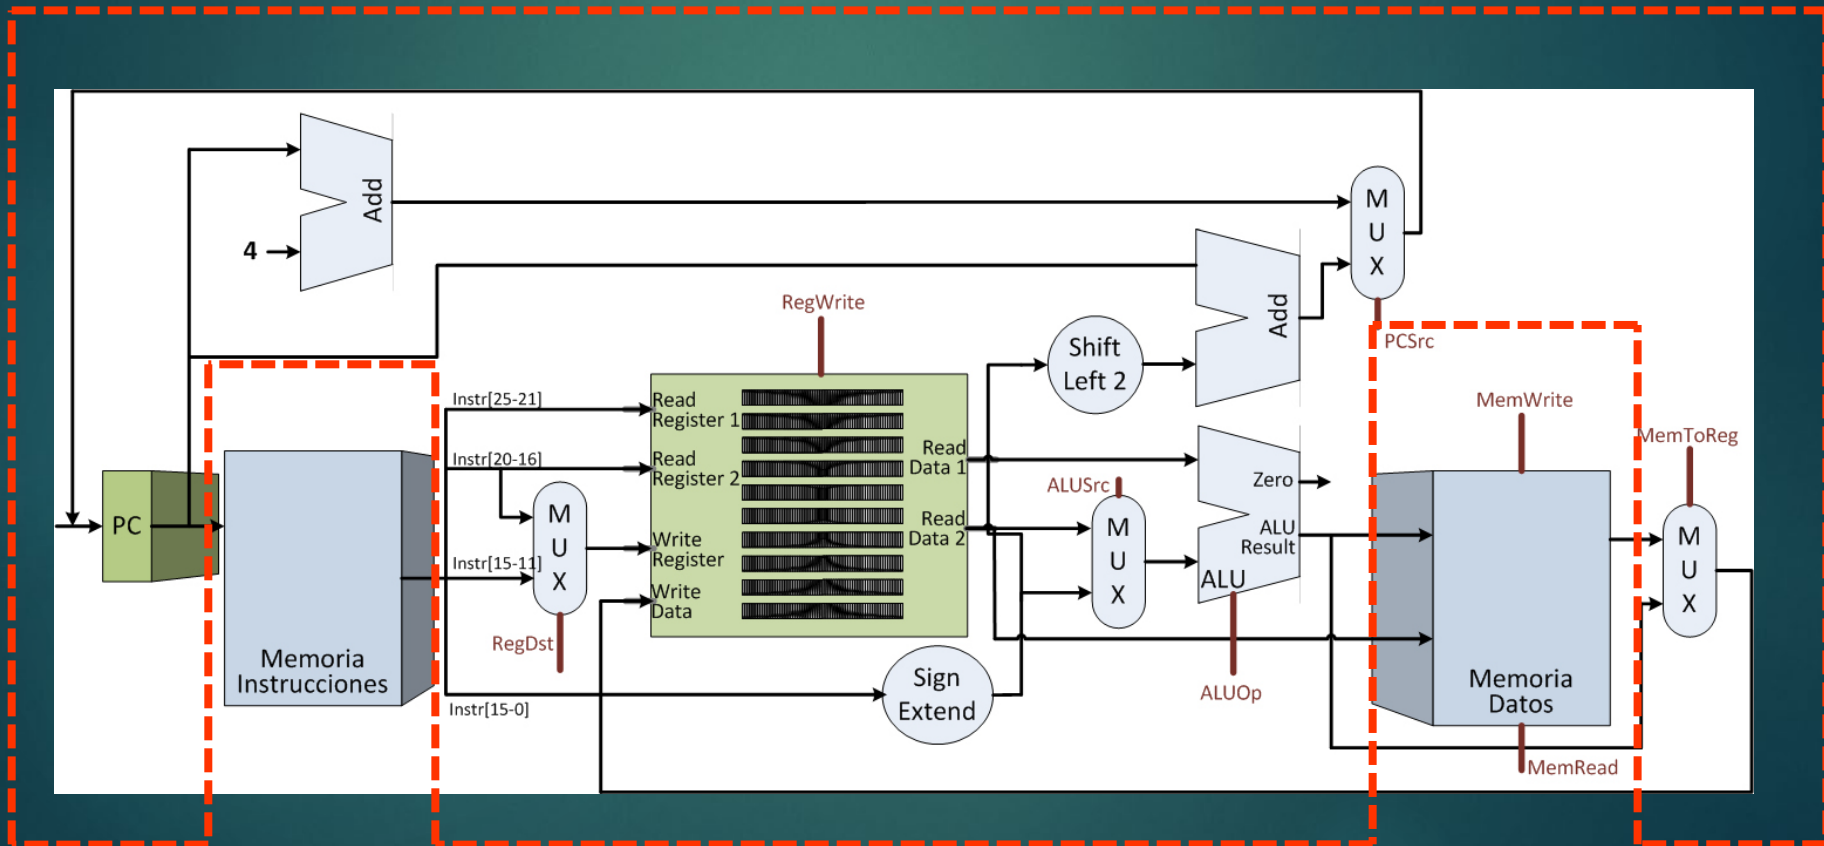 Add
4
M
U
X
PCSrc
Add
Shift
Left 2
RegWrite
PC
Memoria
Instrucciones
Instr[25-21]
Instr[20-16]
Instr[15-11]
Instr[15-0]
M
U
X
RegDst
Read
Register 1
Read
Register 2
Write
Register
Write
Data
Read
Data 1
Read
Data 2
Sign
Extend
ALUSrc
M
U
X
Zero
ALU
Result
ALU
ALUOp
MemWrite
Memoria
Datos
MemRead
MemToReg
M
U
X